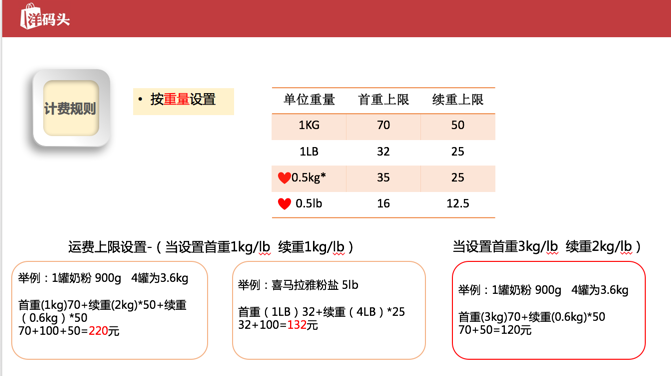 洋码头
计费规则
• 按重量设置
单位重量 首重上限 续重上限
1KG 70 50
1LB 32 25
0.5kg* 35 25
0.5lb 16 12.5
运费上限设置-（当设置首重1kg/lb 续重1kg/lb）
当设置首重3kg/lb 续重2kg/lb）
举例：1罐奶粉 900g 4罐为3.6kg
首重(1kg)70+续重(2kg)*50+续重
（0.6kg）*50
70+100+50=220元
举例：喜马拉雅粉盐 5lb
首重（1LB）32+续重（4LB）*25
32+100=132元
举例：1罐奶粉 900g 4罐为3.6kg
首重(3kg)70+续重(0.6kg)*50
70+50=120元